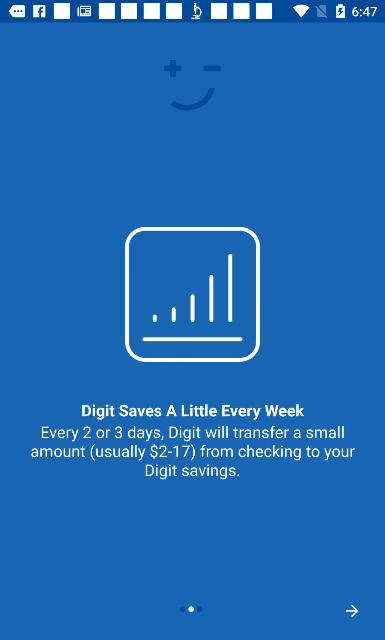 6:47
Digit Saves A Little Every Week
Every 2 or 3 days, Digit will transfer a small
amount (usually $2-17) from checking to your
Digit savings.